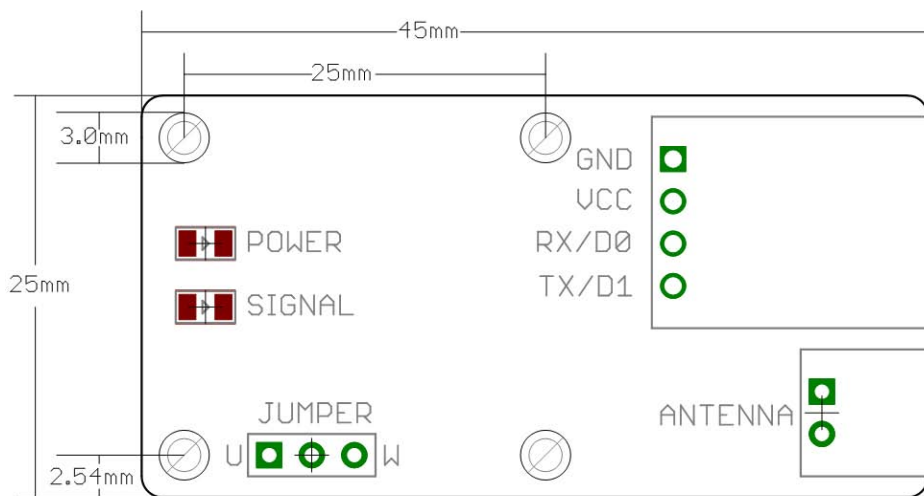 45mm
25mm
3.0mm
GND
VCC
RX/D0
POWER
25mm
TX/D1
SIGNAL
JUMPER
ANTENNA
U
W
2.54mm